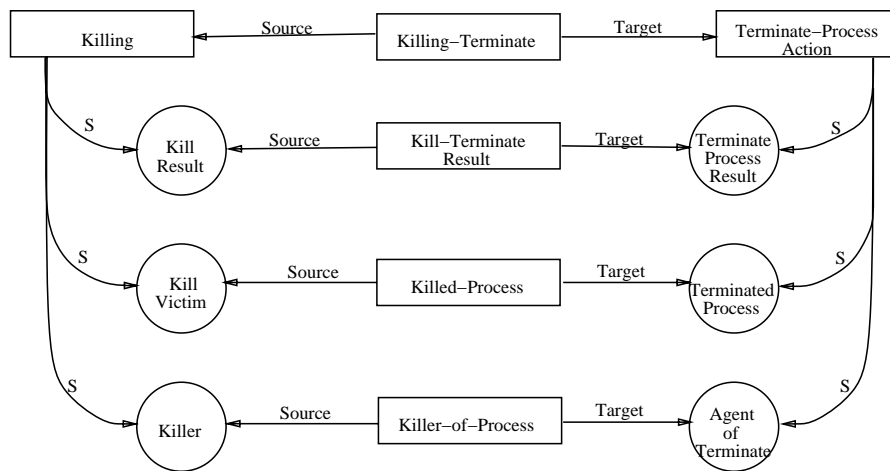 Killing
Source
Killing−Terminate
Target
Terminate−Process
Action
S
Kill
Result
Source
Kill−Terminate
Result
Target
Terminate
Process
Result
S
S
Kill
Victim
Source
Killed−Process
Target
Terminated
Process
S
S
Killer
Source
Killer−of−Process
Target
Agent
of
Terminate
S